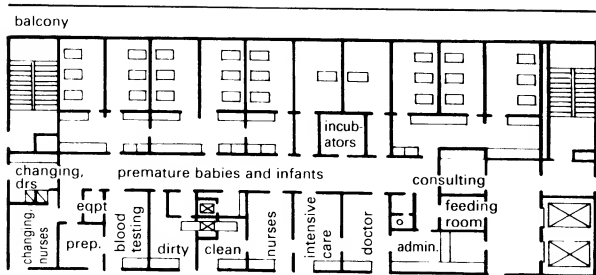 balcony
incub-
ators
changing,
drs
premature babies and infants
consulting
eqpt
feeding
room
changing,
nurses
prep.
blood
testing
dirty
clean
nurses
intensive
care
doctor
admin.